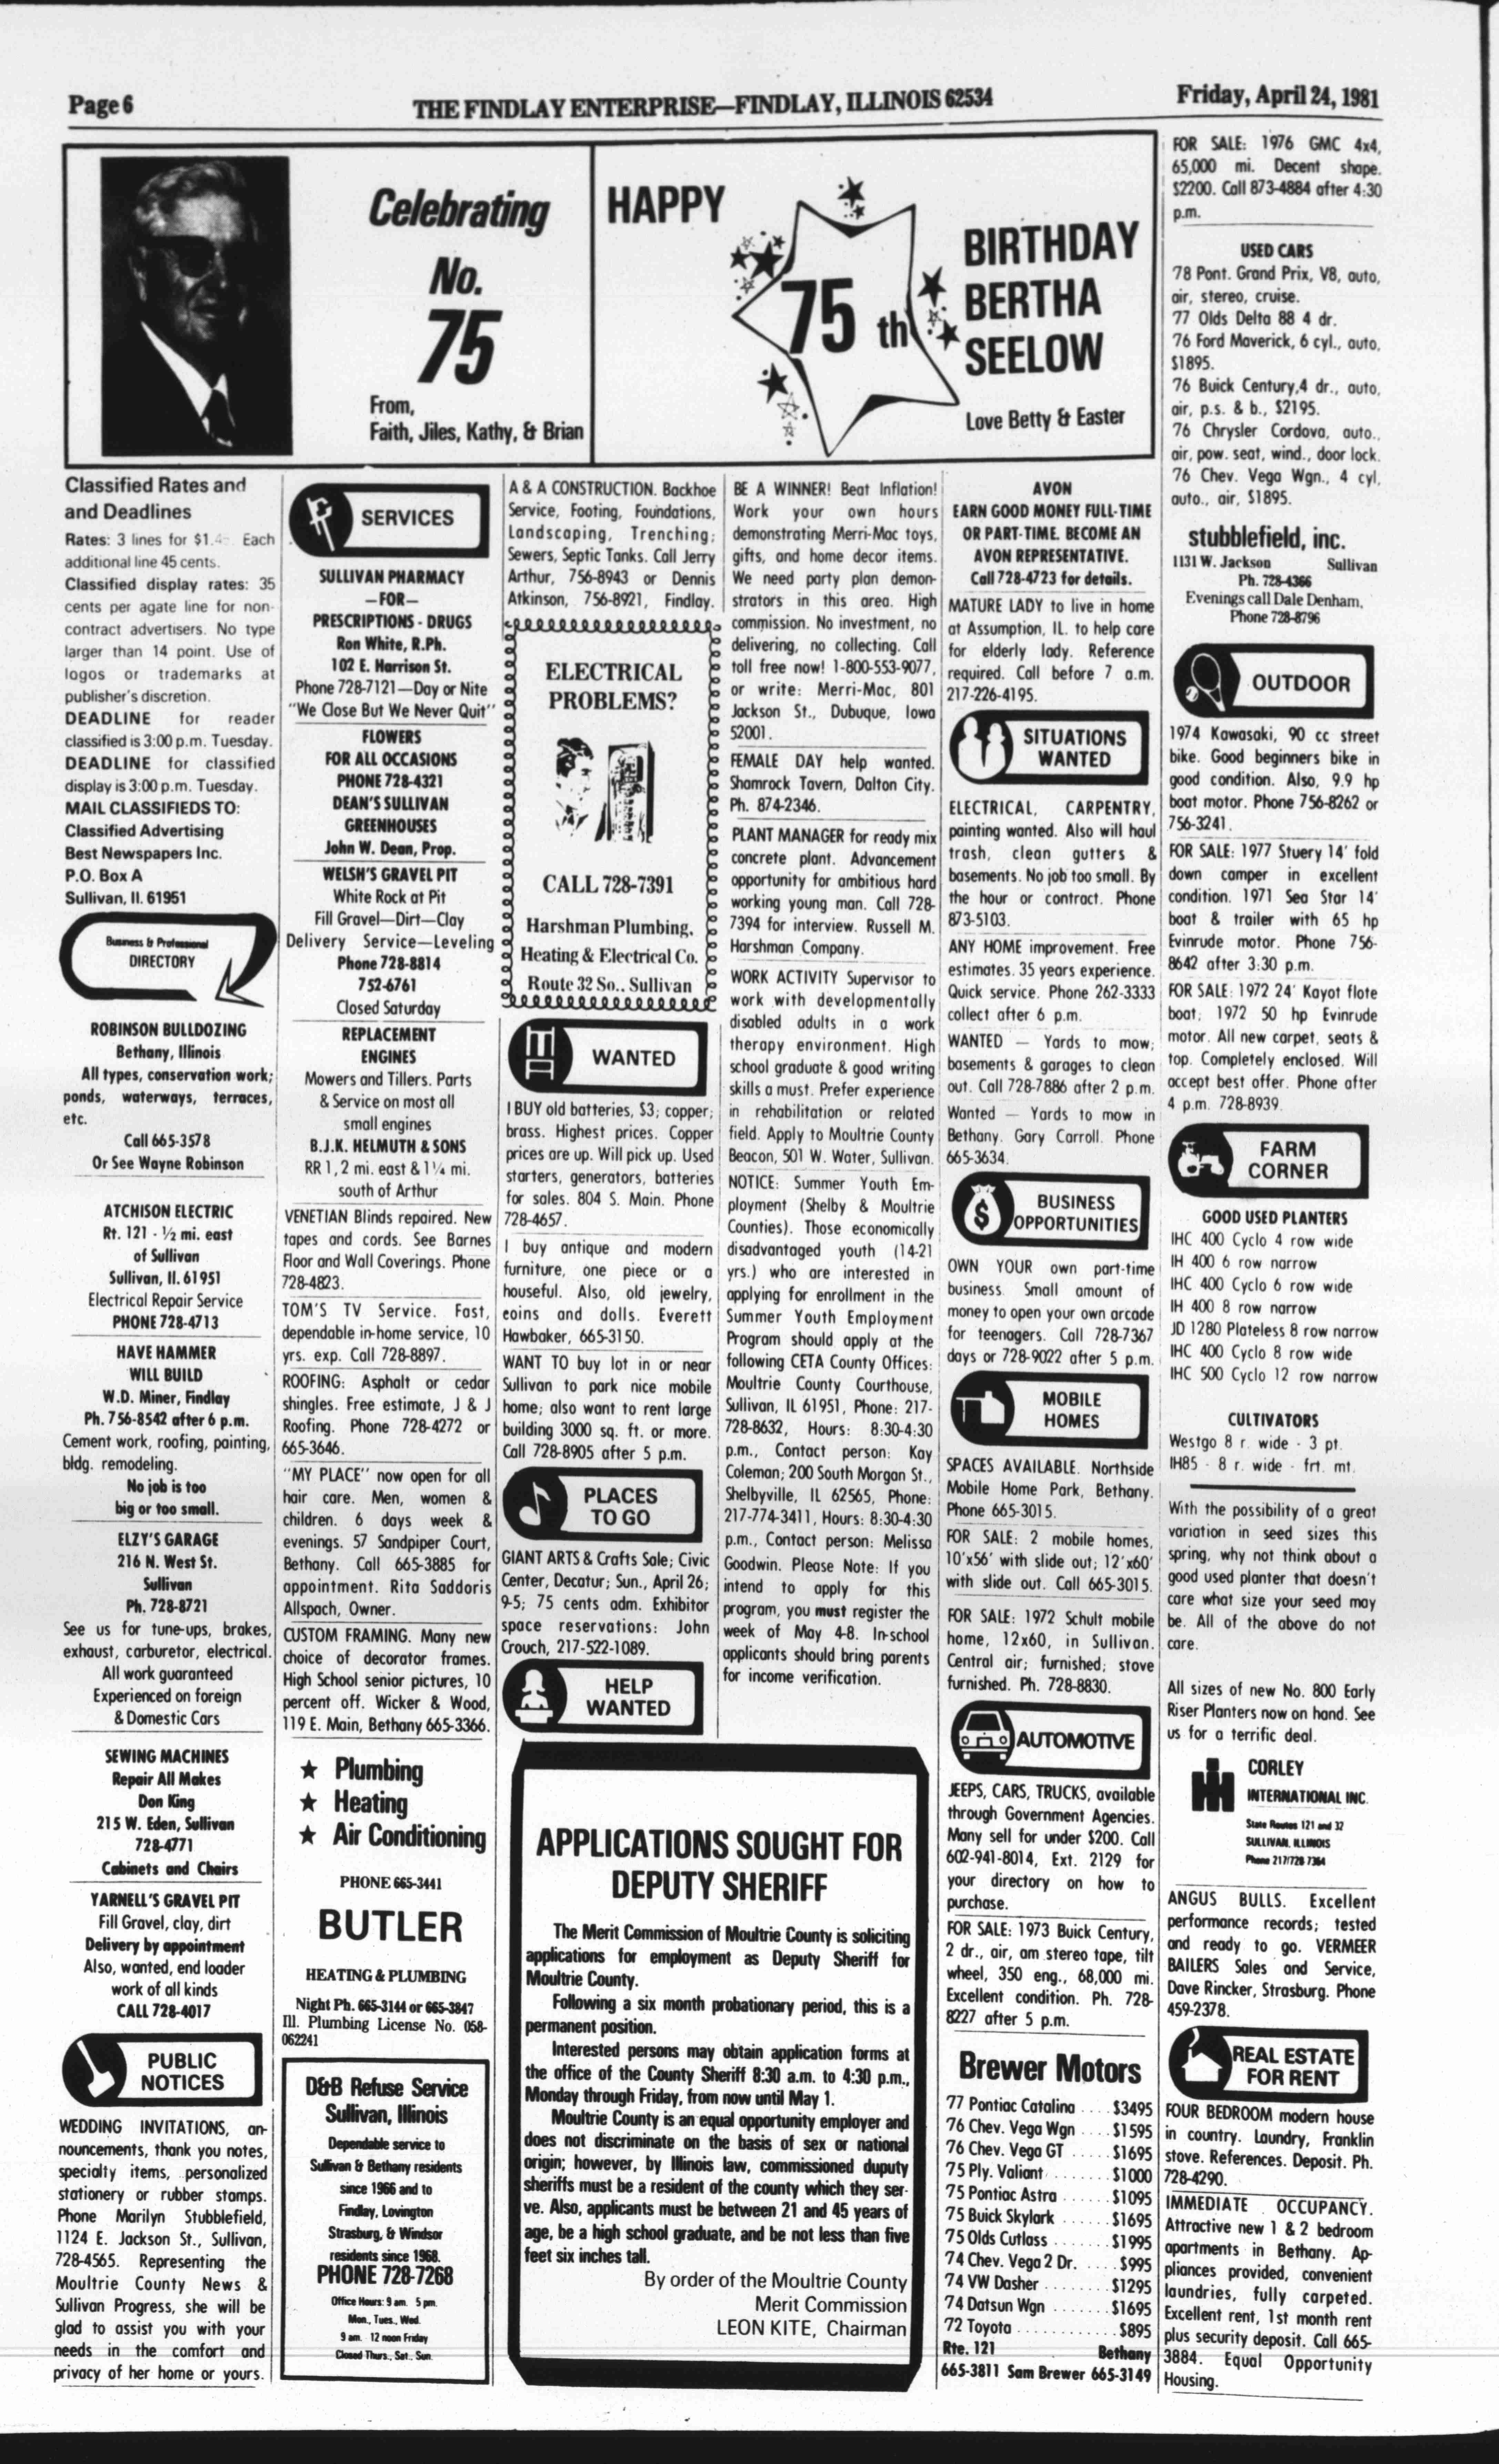 Page 6
THE FINDLAY ENTERPRISE—FINDLAY, ILLINOIS 62534
Friday, April 24, 1981
Celebrating
No.
75
From,
Faith, Jiles, Kathy, & Brian
HAPPY
75 th
BIRTHDAY
BERTHA
SEELOW
Love Betty & Easter
Classified Rates and
and Deadlines
Rates: 3 lines for Each
additional line 45 cents.
Classified display rates: 35
cents per agate line for non-
contract advertisers. No type
larger than 14 point. Use of
logos or trademarks at
publisher's discretion.
DEADLINE for reader
classified is 3:00 p.m. Tuesday.
DEADLINE for classified
display is 3:00 p.m. Tuesday.
MAIL CLASSIFIEDS TO:
Classified Advertising
Best Newspapers Inc.
P.O. Box A
Sullivan, Il. 61951
Business & Professional
DIRECTORY
ROBINSON BULLDOZING
Bethany, Illinois
All types, conservation work;
ponds, waterways, terraces,
etc.
Call 665-3578
Or See Wayne Robinson
ATCHISON ELECTRIC
Rt. 121 - ½ mi. east
of Sullivan
Sullivan, Il. 61951
Electrical Repair Service
PHONE 728-4713
HAVE HAMMER
WILL BUILD
W.D. Miner, Findlay
Ph. 756-8542 after 6 p.m.
Cement work, roofing, painting,
bldg. remodeling.
No job is too
big or too small.
ELZY'S GARAGE
216 N. West St.
Sullivan
Ph. 728-8721
See us for tune-ups, brakes,
exhaust, carburetor, electrical.
All work guaranteed
Experienced on foreign
& Domestic Cars
SEWING MACHINES
Repair All Makes
Don King
215 W. Eden, Sullivan
728-4771
Cabinets and Chairs
YARNELL'S GRAVEL PIT
Fill Gravel, clay, dirt
Delivery by appointment
Also, wanted, end loader
work of all kinds
CALL 728-4017
PUBLIC
NOTICES
WEDDING INVITATIONS, an-
nouncements, thank you notes,
specialty items, personalized
stationery or rubber stamps.
Phone Marilyn Stubblefield,
1124 E. Jackson St., Sullivan,
728-4565. Representing the
Moultrie County News &
Sullivan Progress, she will be
glad to assist you with your
needs in the comfort and
privacy of her home or yours.
SERVICES
SULLIVAN PHARMACY
—FOR—
PRESCRIPTIONS - DRUGS
Ron White, R.Ph.
102 E. Harrison St.
Phone 728-7121—Day or Nite
"We Close But We Never Quit"
FLOWERS
FOR ALL OCCASIONS
PHONE 728-4321
DEAN'S SULLIVAN
GREENHOUSES
John W. Dean, Prop.
WELSH'S GRAVEL PIT
White Rock at Pit
Fill Gravel—Dirt—Clay
Delivery Service—Leveling
Phone 728-8814
752-6761
Closed Saturday
REPLACEMENT
ENGINES
Mowers and Tillers. Parts
& Service on most all
small engines
B.J.K. HELMUTH & SONS
RR 1, 2 mi. east & 1¼ mi.
south of Arthur
VENETIAN Blinds repaired. New
tapes and cords. See Barnes
Floor and Wall Coverings. Phone
728-4823.
TOM'S TV Service. Fast,
dependable in-home service, 10
yrs. exp. Call 728-8897.
ROOFING: Asphalt or cedar
shingles. Free estimate, J & J
Roofing. Phone 728-4272 or
665-3646.
"MY PLACE" now open for all
hair care. Men, women &
children. 6 days week &
evenings. 57 Sandpiper Court,
Bethany. Call 665-3885 for
appointment. Rita Saddoris
Allspach, Owner.
CUSTOM FRAMING. Many new
choice of decorator frames.
High School senior pictures, 10
percent off. Wicker & Wood,
119 E. Main, Bethany 665-3366.
★ Plumbing
★ Heating
★ Air Conditioning
PHONE 665-3441
BUTLER
HEATING & PLUMBING
Night Ph. 665-3144 or 665-3847
Ill. Plumbing License No. 058-
062241
D&B Refuse Service
Sullivan, Illinois
Dependable service to
Sullivan & Bethany residents
since 1966 and to
Findlay, Lovington
Strasburg, & Windsor
residents since 1968.
PHONE 728-7268
Office Hours: 9 am. 5 pm.
Mon., Tues., Wed.
9 am. 12 noon Friday
Closed Thurs., Sat., Sun.
A & A CONSTRUCTION. Backhoe
Service, Footing, Foundations,
Landscaping, Trenching;
Sewers, Septic Tanks. Call Jerry
Arthur, 756-8943 or Dennis
Atkinson, 756-8921, Findlay.
ELECTRICAL
PROBLEMS?
CALL 728-7391
Harshman Plumbing,
Heating & Electrical Co.
Route 32 So., Sullivan
WANTED
I BUY old batteries, $3; copper;
brass. Highest prices. Copper
prices are up. Will pick up. Used
starters, generators, batteries
for sales. 804 S. Main. Phone
728-4657.
I buy antique and modern
furniture, one piece or a
houseful. Also, old jewelry,
coins and dolls. Everett
Hawbaker, 665-3150.
WANT TO buy lot in or near
Sullivan to park nice mobile
home; also want to rent large
building 3000 sq. ft. or more.
Call 728-8905 after 5 p.m.
PLACES
TO GO
GIANT ARTS & Crafts Sale; Civic
Center, Decatur; Sun., April 26;
9-5; 75 cents adm. Exhibitor
space reservations: John
Crouch, 217-522-1089.
HELP
WANTED
BE A WINNER! Beat Inflation!
Work your own hours
demonstrating Merri-Mac toys,
gifts, and home decor items.
We need party plan demon-
strators in this area. High
commission. No investment, no
delivering, no collecting. Call
toll free now! 1-800-553-9077,
or write: Merri-Mac, 801
Jackson St., Dubuque, Iowa
52001.
FEMALE DAY help wanted.
Shamrock Tavern, Dalton City.
Ph. 874-2346.
PLANT MANAGER for ready mix
concrete plant. Advancement
opportunity for ambitious hard
working young man. Call 728-
7394 for interview. Russell M.
Harshman Company.
WORK ACTIVITY Supervisor to
work with developmentally
disabled adults in a work
therapy environment. High
school graduate & good writing
skills a must. Prefer experience
in rehabilitation or related
field. Apply to Moultrie County
Beacon, 501 W. Water, Sullivan.
NOTICE: Summer Youth Em-
ployment (Shelby & Moultrie
Counties). Those economically
disadvantaged youth (14-21
yrs.) who are interested in
applying for enrollment in the
Summer Youth Employment
Program should apply at the
following CETA County Offices:
Moultrie County Courthouse,
Sullivan, IL 61951, Phone: 217-
728-8632, Hours: 8:30-4:30
p.m., Contact person: Kay
Coleman; 200 South Morgan St.,
Shelbyville, IL 62565, Phone:
217-774-3411, Hours: 8:30-4:30
p.m., Contact person: Melissa
Goodwin. Please Note: If you
intend to apply for this
program, you must register the
week of May 4-8. In-school
applicants should bring parents
for income verification.
APPLICATIONS SOUGHT FOR
DEPUTY SHERIFF
The Merit Commission of Moultrie County is soliciting
applications for employment as Deputy Sheriff for
Moultrie County.
Following a six month probationary period, this is a
permanent position.
Interested persons may obtain application forms at
the office of the County Sheriff 8:30 a.m. to 4:30 p.m.,
Monday through Friday, from now until May 1.
Moultrie County is an equal opportunity employer and
does not discriminate on the basis of sex or national
origin; however, by Illinois law, commissioned duputy
sheriffs must be a resident of the county which they ser-
ve. Also, applicants must be between 21 and 45 years of
age, be a high school graduate, and be not less than five
feet six inches tall.
By order of the Moultrie County
Merit Commission
LEON KITE, Chairman
AVON
EARN GOOD MONEY FULL-TIME
OR PART-TIME. BECOME AN
AVON REPRESENTATIVE.
Call 728-4723 for details.
MATURE LADY to live in home
at Assumption, IL. to help care
for elderly lady. Reference
required. Call before 7 a.m.
217-226-4195.
SITUATIONS
WANTED
ELECTRICAL, CARPENTRY,
painting wanted. Also will haul
trash, clean gutters &
basements. No job too small. By
the hour or contract. Phone
873-5103.
ANY HOME improvement. Free
estimates. 35 years experience.
Quick service. Phone 262-3333
collect after 6 p.m.
WANTED — Yards to mow;
basements & garages to clean
out. Call 728-7886 after 2 p.m.
Wanted — Yards to mow in
Bethany. Gary Carroll. Phone
665-3634.
BUSINESS
OPPORTUNITIES
OWN YOUR own part-time
business. Small amount of
money to open your own arcade
for teenagers. Call 728-7367
days or 728-9022 after 5 p.m.
MOBILE
HOMES
SPACES AVAILABLE. Northside
Mobile Home Park, Bethany.
Phone 665-3015.
FOR SALE: 2 mobile homes,
10'x56' with slide out; 12'x60'
with slide out. Call 665-3015.
FOR SALE: 1972 Schult mobile
home, 12x60, in Sullivan.
Central air; furnished; stove
furnished. Ph. 728-8830.
AUTOMOTIVE
JEEPS, CARS, TRUCKS, available
through Government Agencies.
Many sell for under $200. Call
602-941-8014, Ext. 2129 for
your directory on how to
purchase.
FOR SALE: 1973 Buick Century,
2 dr., air, am stereo tape, tilt
wheel, 350 eng., 68,000 mi.
Excellent condition. Ph. 728-
8227 after 5 p.m.
Brewer Motors
77 Pontiac Catalina .... $3495
76 Chev. Vega Wgn .... $1595
76 Chev. Vega GT ..... $1695
75 Ply. Valiant ....... $1000
75 Pontiac Astra ...... $1095
75 Buick Skylark ...... $1695
75 Olds Cutlass ....... $1995
74 Chev. Vega 2 Dr. .... $995
74 VW Dasher ........ $1295
74 Datsun Wgn ....... $1695
72 Toyota ............ $895
Rte. 121 Bethany
665-3811 Sam Brewer 665-3149
FOR SALE: 1976 GMC 4x4,
65,000 mi. Decent shape.
$2200. Call 873-4884 after 4:30
p.m.
USED CARS
78 Pont. Grand Prix, V8, auto,
air, stereo, cruise.
77 Olds Delta 88 4 dr.
76 Ford Maverick, 6 cyl., auto,
$1895.
76 Buick Century,4 dr., auto,
air, p.s. & b., $2195.
76 Chrysler Cordova, auto.,
air, pow. seat, wind., door lock.
76 Chev. Vega Wgn., 4 cyl,
auto., air, $1895.
stubblefield, inc.
1131 W. Jackson Sullivan
Ph. 728-4366
Evenings call Dale Denham,
Phone 728-8796
OUTDOOR
1974 Kawasaki, 90 cc street
bike. Good beginners bike in
good condition. Also, 9.9 hp
boat motor. Phone 756-8262 or
756-3241.
FOR SALE: 1977 Stuery 14' fold
down camper in excellent
condition. 1971 Sea Star 14'
boat & trailer with 65 hp
Evinrude motor. Phone 756-
8642 after 3:30 p.m.
FOR SALE: 1972 24' Kayot flote
boat; 1972 50 hp Evinrude
motor. All new carpet, seats &
top. Completely enclosed. Will
accept best offer. Phone after
4 p.m. 728-8939.
FARM
CORNER
GOOD USED PLANTERS
IHC 400 Cyclo 4 row wide
IH 400 6 row narrow
IHC 400 Cyclo 6 row wide
IH 400 8 row narrow
JD 1280 Plateless 8 row narrow
IHC 400 Cyclo 8 row wide
IHC 500 Cyclo 12 row narrow
CULTIVATORS
Westgo 8 r. wide - 3 pt.
IH85 - 8 r. wide - frt. mt.
With the possibility of a great
variation in seed sizes this
spring, why not think about a
good used planter that doesn't
care what size your seed may
be. All of the above do not
care.
All sizes of new No. 800 Early
Riser Planters now on hand. See
us for a terrific deal.
CORLEY
INTERNATIONAL INC.
State Routes 121 and 32
SULLIVAN, ILLINOIS
Phone 217/728-7364
ANGUS BULLS. Excellent
performance records; tested
and ready to go. VERMEER
BAILERS Sales and Service,
Dave Rincker, Strasburg. Phone
459-2378.
REAL ESTATE
FOR RENT
FOUR BEDROOM modern house
in country. Laundry, Franklin
stove. References. Deposit. Ph.
728-4290.
IMMEDIATE OCCUPANCY.
Attractive new 1 & 2 bedroom
apartments in Bethany. Ap-
pliances provided, convenient
laundries, fully carpeted.
Excellent rent, 1st month rent
plus security deposit. Call 665-
3884. Equal Opportunity
Housing.